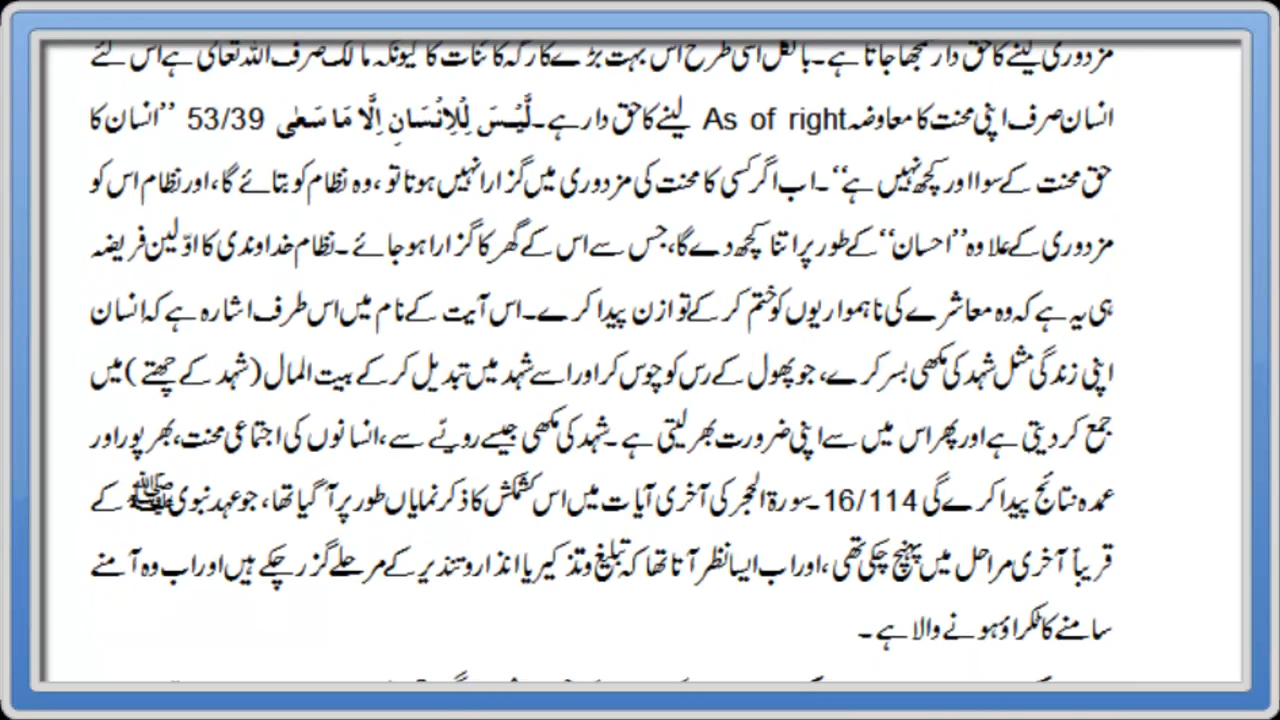 مزدوری لینے کا حق دار سمجھا جاتا ہے۔ بالکل اسی طرح اس بہت بڑے کارگہ کائنات کا کیونکہ مالک صرف اللہ تعالیٰ ہے اس لئے
انسان صرف اپنی محنت کا معاوضہ As of right لینے کا حق دار ہے۔ لَّيْسَ لِلْاِنْسَانِ اِلَّا مَا سَعٰى 53/39 ’’انسان کا
حق محنت کے سوا اور کچھ نہیں ہے‘‘۔ اب اگر کسی کا محنت کی مزدوری میں گزارا نہیں ہوتا تو، وہ نظام کو بتائے گا، اور نظام اس کو
مزدوری کے علاوہ ’’احسان‘‘ کے طور پر اتنا کچھ دے گا، جس سے اس کے گھر کا گزارا ہو جائے۔ نظام خداوندی کا اوّلین فریضہ
ہی یہ ہے کہ وہ معاشرے کی ناہمواریوں کو ختم کر کے توازن پیدا کرے۔ اس آیت کے نام میں اس طرف اشارہ ہے کہ انسان
اپنی زندگی مثل شہد کی مکھی بسر کرے، جو پھول کے رس کو چوس کر اور اسے شہد میں تبدیل کر کے بیت المال (شہد کے چھتے) میں
جمع کر دیتی ہے اور پھر اس میں سے اپنی ضرورت بھر لیتی ہے۔ شہد کی مکھی جیسے رویّے سے، انسانوں کی اجتماعی محنت، بھرپور اور
عمدہ نتائج پیدا کرے گی 16/114۔ سورۃ الحجر کی آخری آیات میں اس کشمکش کا ذکر نمایاں طور پر آ گیا تھا، جو عہد نبوی ﷺ کے
قریباً آخری مراحل میں پہنچ چکی تھی، اور اب ایسا نظر آتا تھا کہ تبلیغ و تذکیر یا انذار و تنذیر کے مرحلے گزر چکے ہیں اور اب وہ آمنے
سامنے کا ٹکراؤ ہونے والا ہے۔